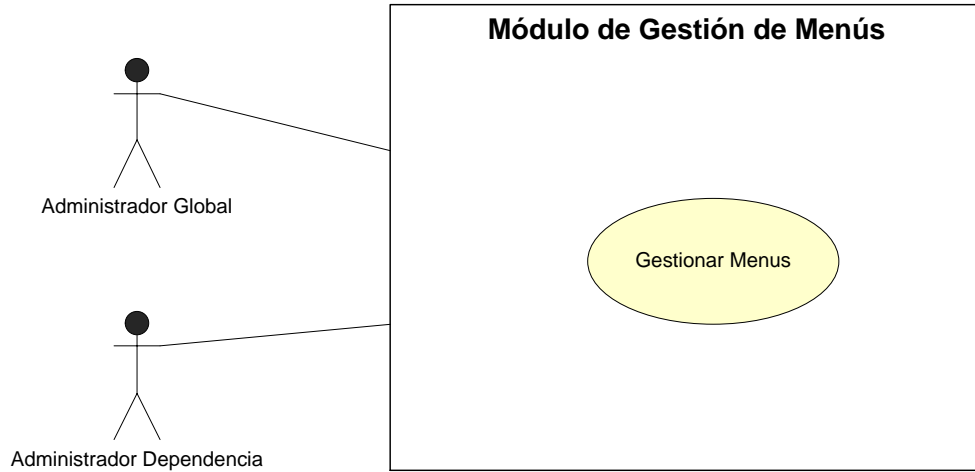 Módulo de Gestión de Menús
Administrador Global
Gestionar Menus
Administrador Dependencia